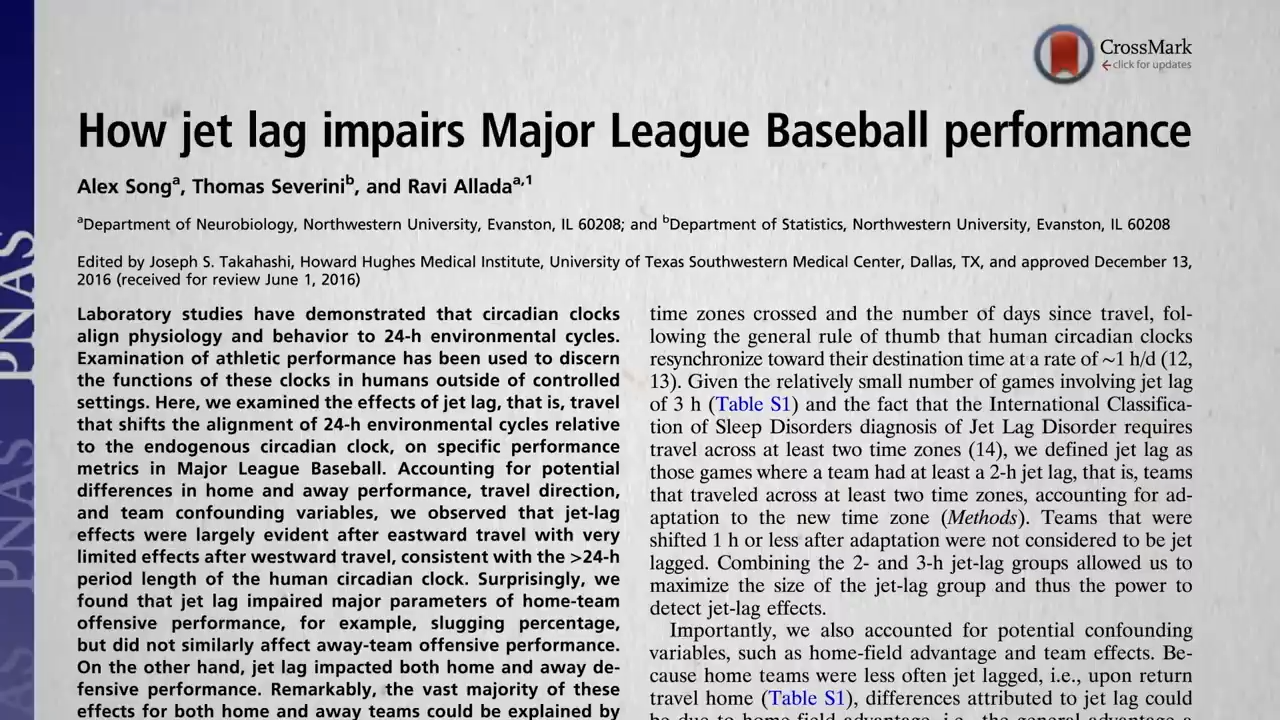 CrossMark
click for updates
How jet lag impairs Major League Baseball performance
Alex Songa, Thomas Severinib, and Ravi Alladaa,1
aDepartment of Neurobiology, Northwestern University, Evanston, IL 60208; and bDepartment of Statistics, Northwestern University, Evanston, IL 60208
Edited by Joseph S. Takahashi, Howard Hughes Medical Institute, University of Texas Southwestern Medical Center, Dallas, TX, and approved December 13,
2016 (received for review June 1, 2016)
Laboratory studies have demonstrated that circadian clocks
align physiology and behavior to 24-h environmental cycles.
Examination of athletic performance has been used to discern
the functions of these clocks in humans outside of controlled
settings. Here, we examined the effects of jet lag, that is, travel
that shifts the alignment of 24-h environmental cycles relative
to the endogenous circadian clock, on specific performance
metrics in Major League Baseball. Accounting for potential
differences in home and away performance, travel direction,
and team confounding variables, we observed that jet-lag
effects were largely evident after eastward travel with very
limited effects after westward travel, consistent with the >24-h
period length of the human circadian clock. Surprisingly, we
found that jet lag impaired major parameters of home-team
offensive performance, for example, slugging percentage,
but did not similarly affect away-team offensive performance.
On the other hand, jet lag impacted both home and away de-
fensive performance. Remarkably, the vast majority of these
effects for both home and away teams could be explained by
time zones crossed and the number of days since travel, fol-
lowing the general rule of thumb that human circadian clocks
resynchronize toward their destination time at a rate of ~1 h/d (12,
13). Given the relatively small number of games involving jet lag
of 3 h (Table S1) and the fact that the International Classifica-
tion of Sleep Disorders diagnosis of Jet Lag Disorder requires
travel across at least two time zones (14), we defined jet lag as
those games where a team had at least a 2-h jet lag, that is, teams
that traveled across at least two time zones, accounting for ad-
aptation to the new time zone (Methods). Teams that were
shifted 1 h or less after adaptation were not considered to be jet
lagged. Combining the 2- and 3-h jet-lag groups allowed us to
maximize the size of the jet-lag group and thus the power to
detect jet-lag effects.
Importantly, we also accounted for potential confounding
variables, such as home-field advantage and team effects. Be-
cause home teams were less often jet lagged, i.e., upon return
travel home (Table S1), differences attributed to jet lag could
be due to home-field advantage, i.e., the general advantage a
PNAS
PNAS
AS